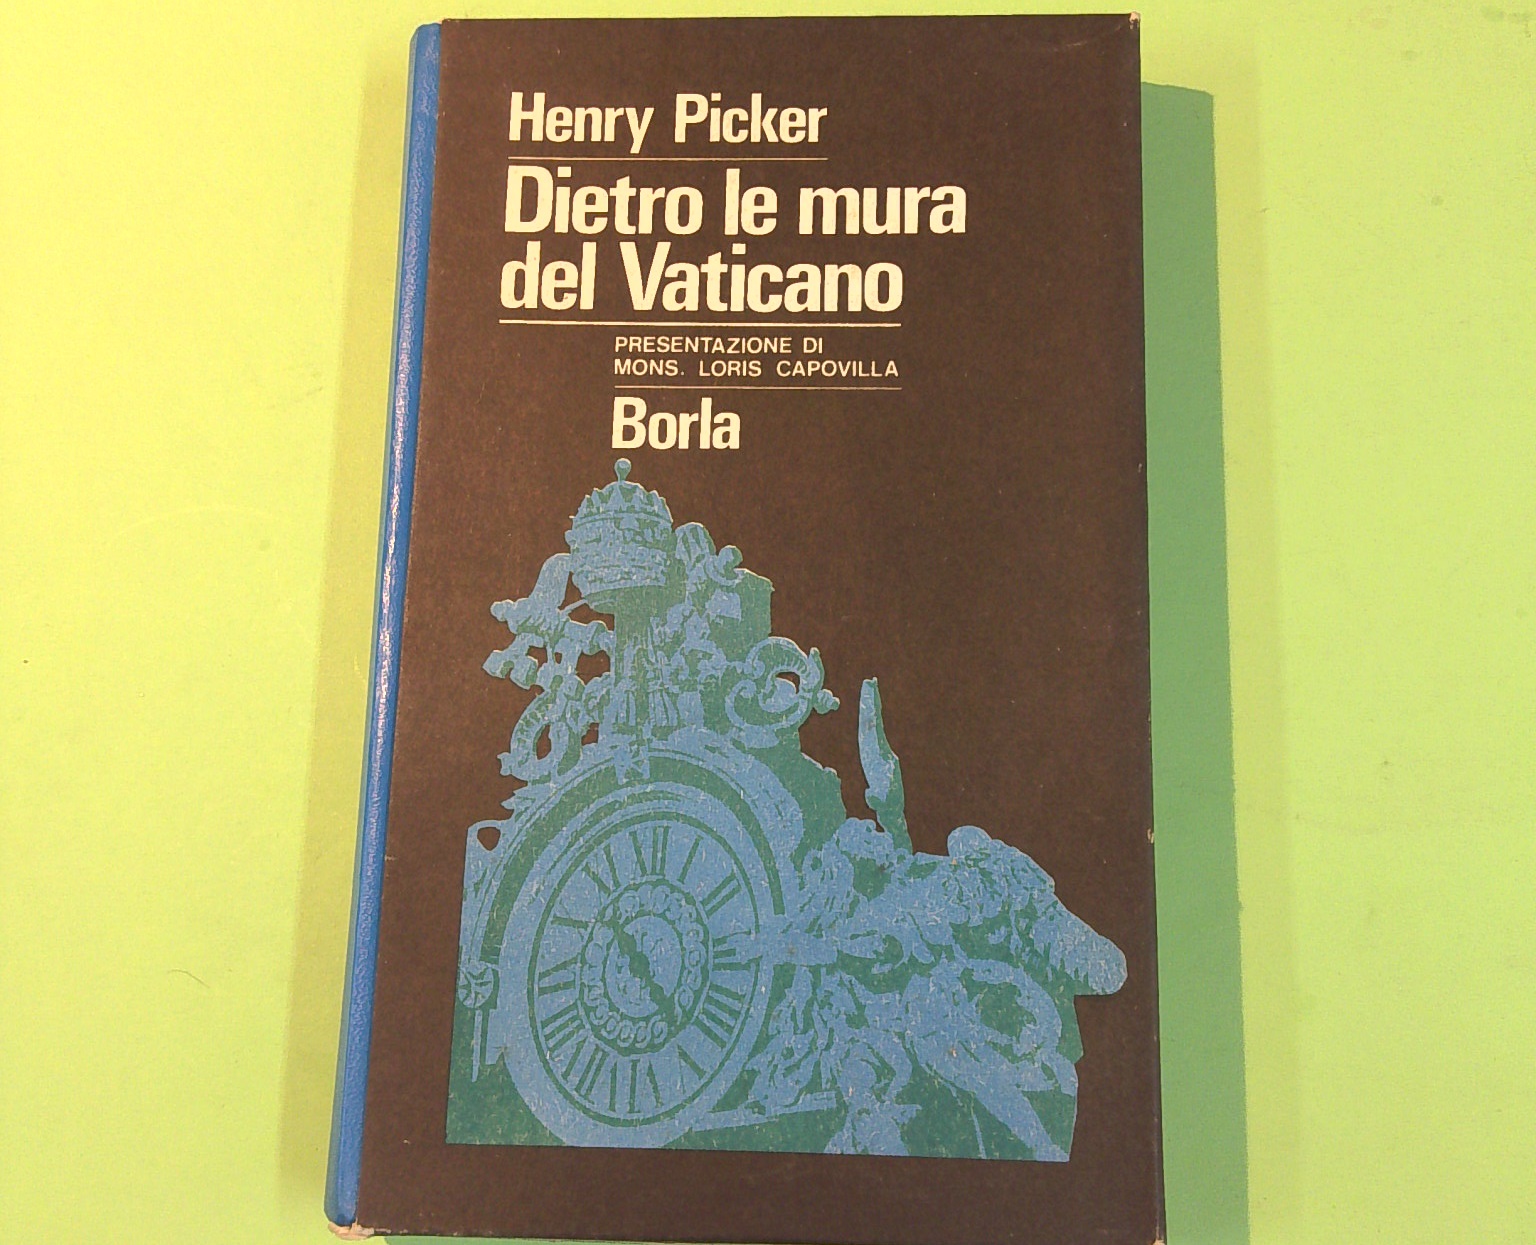 Henry Picker
Dietro le mura
del Vaticano
PRESENTAZIONE DI
MONS. LORIS CAPOVILLA
Borla